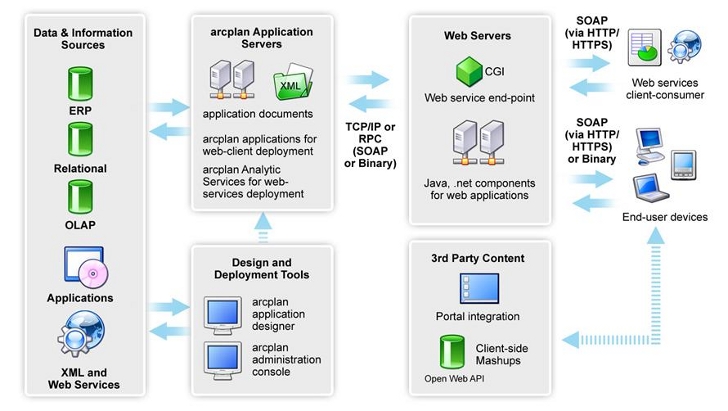 Data & Information
Sources
ERP
Relational
OLAP
Applications
XML and
Web Services
arcplan Application
Servers
XML
application documents
arcplan applications for
web-client deployment
arcplan Analytic
Services for web-
services deployment
Design and
Deployment Tools
arcplan
application
designer
arcplan
administration
console
TCP/IP or
RPC
(SOAP
or Binary)
Web Servers
CGI
Web service end-point
Java, .net components
for web applications
3rd Party Content
Portal integration
Client-side
Mashups
Open Web API
SOAP
(via HTTP/
HTTPS)
Web services
client-consumer
SOAP
(via HTTP/
HTTPS)
or Binary
End-user devices